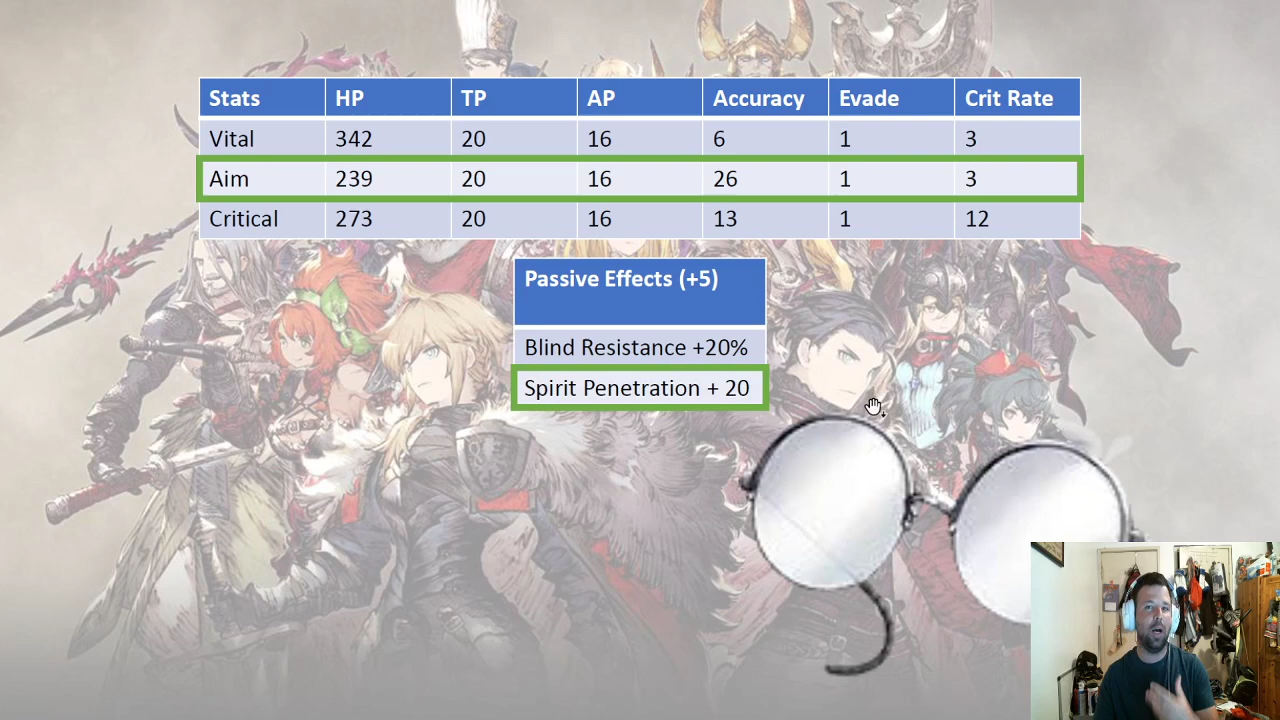 Stats HP TP AP Accuracy Evade Crit Rate
Vital 342 20 16 6 1 3
Aim 239 20 16 26 1 3
Critical 273 20 16 13 1 12
Passive Effects (+5)
Blind Resistance +20%
Spirit Penetration + 20